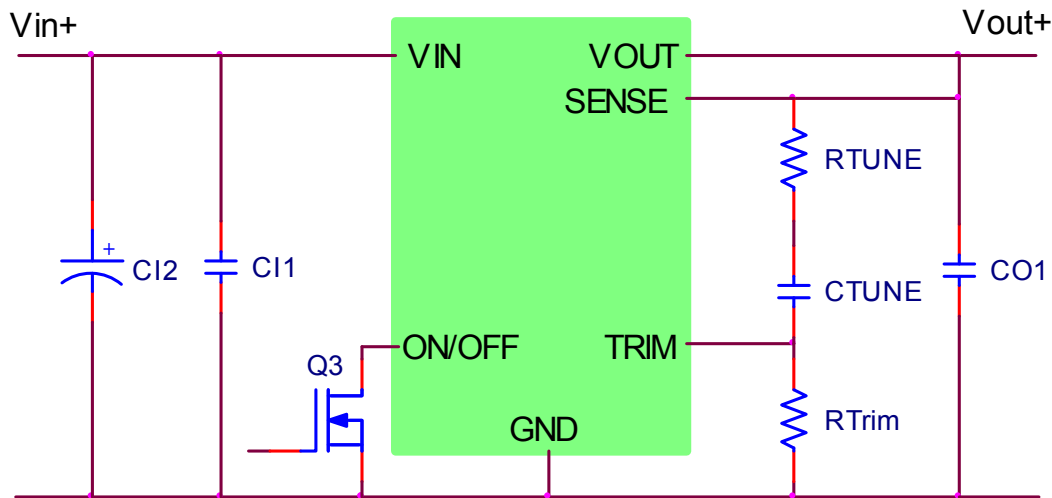 Vin+
Vout+
VIN
VOUT
SENSE
RTUNE
+
CI2
CI1
CTUNE
CO1
ON/OFF
TRIM
Q3
RTrim
GND